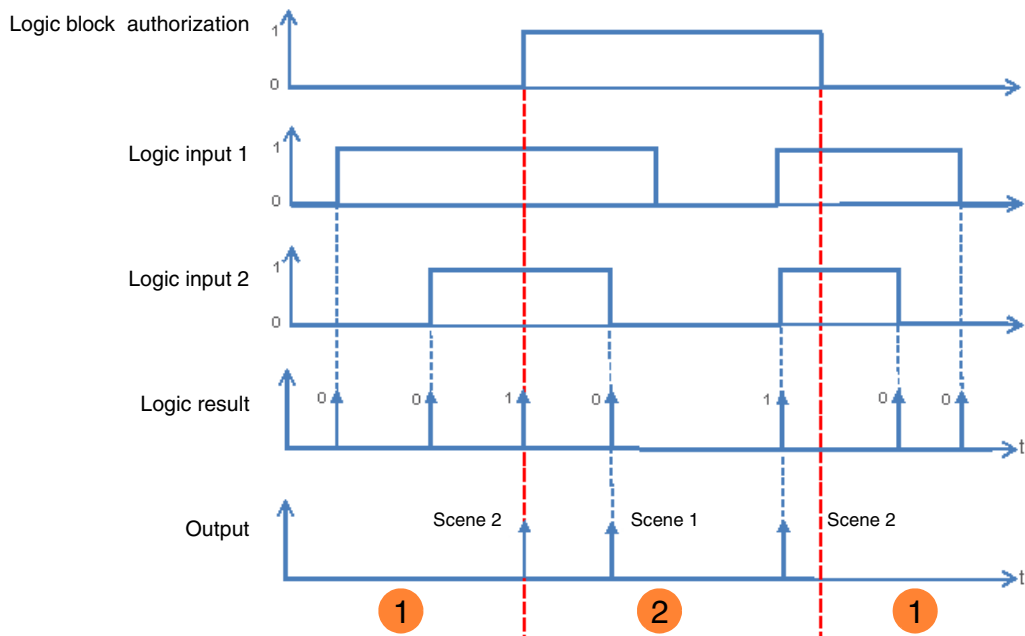 Logic block authorization
1
0
Logic input 1
1
0
Logic input 2
1
0
Logic result
0 0 1 0 1 0 0
t
Output
Scene 2 Scene 1 Scene 2
t
1 2 1